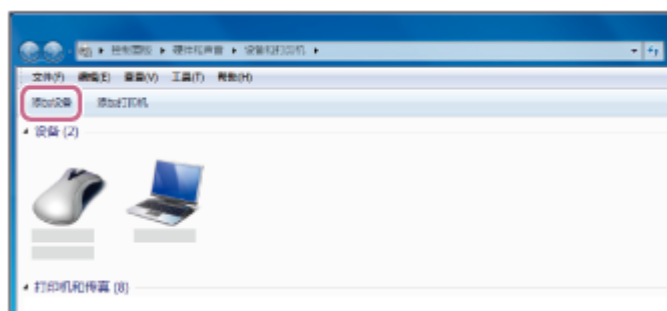 控制面板 ▸ 硬件和声音 ▸ 设备和打印机 ▸
文件(F) 编辑(E) 查看(V) 工具(T) 帮助(H)
添加设备 添加打印机
设备 (2)
打印机和传真 (8)